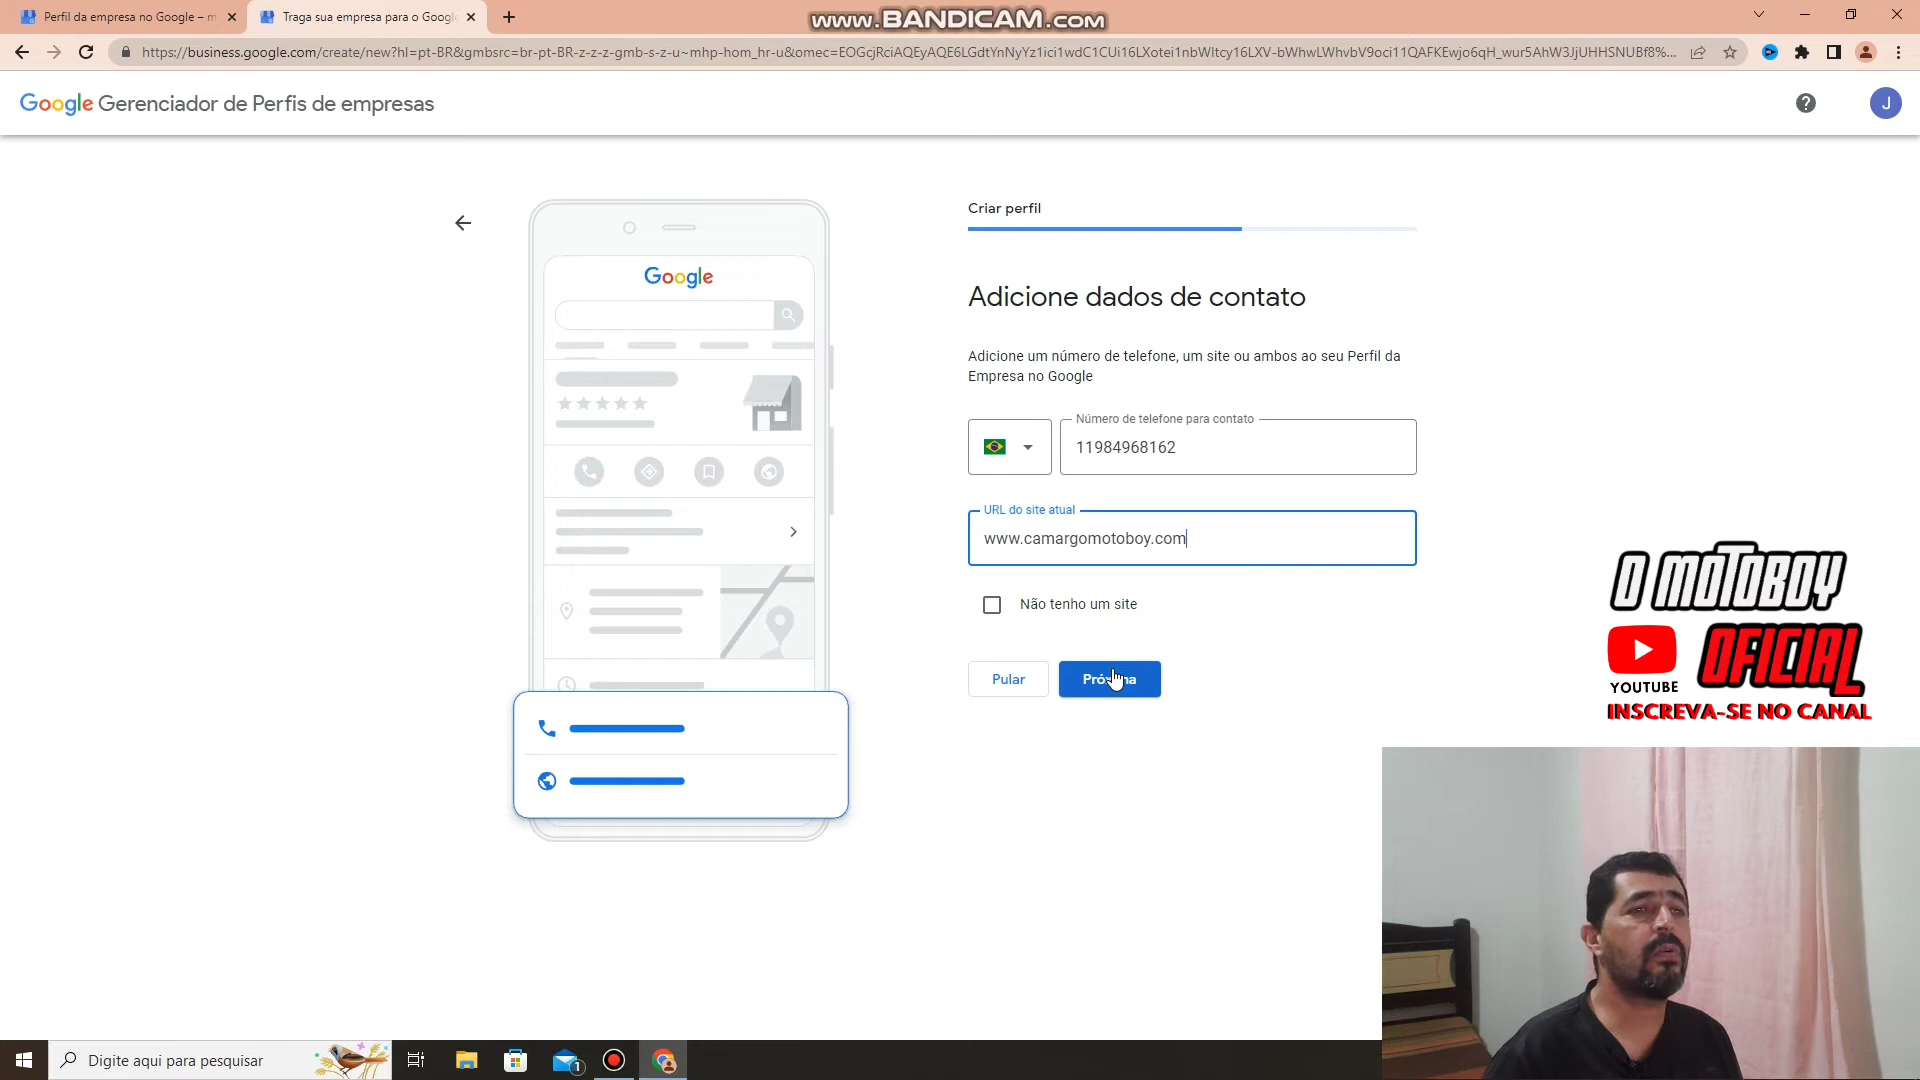 Perfil da empresa no Google – m
Traga sua empresa para o Googl
www.BANDICAM.com
https://business.google.com/create/new?hl=pt-BR&gmbsrc=br-pt-BR-z-z-z-gmb-s-z-u~mhp-hom_hr-u&omec=EOGcjRciAQEyAQE6LGdtYnNyYz1ici1wdC1CUi16LXotei1nbWItcy16LXV-bWhwLWhvbV9oci11QAFKEwjo6qH_wur5AhW3JjUHHSNUBf8%...
Google Gerenciador de Perfis de empresas
J
Criar perfil
Google
Adicione dados de contato
Adicione um número de telefone, um site ou ambos ao seu Perfil da
Empresa no Google
Número de telefone para contato
11984968162
URL do site atual
www.camargomotoboy.com
Não tenho um site
Pular
Próxima
O MOTOBOY
OFICIAL
YOUTUBE
INSCREVA-SE NO CANAL
Digite aqui para pesquisar
1